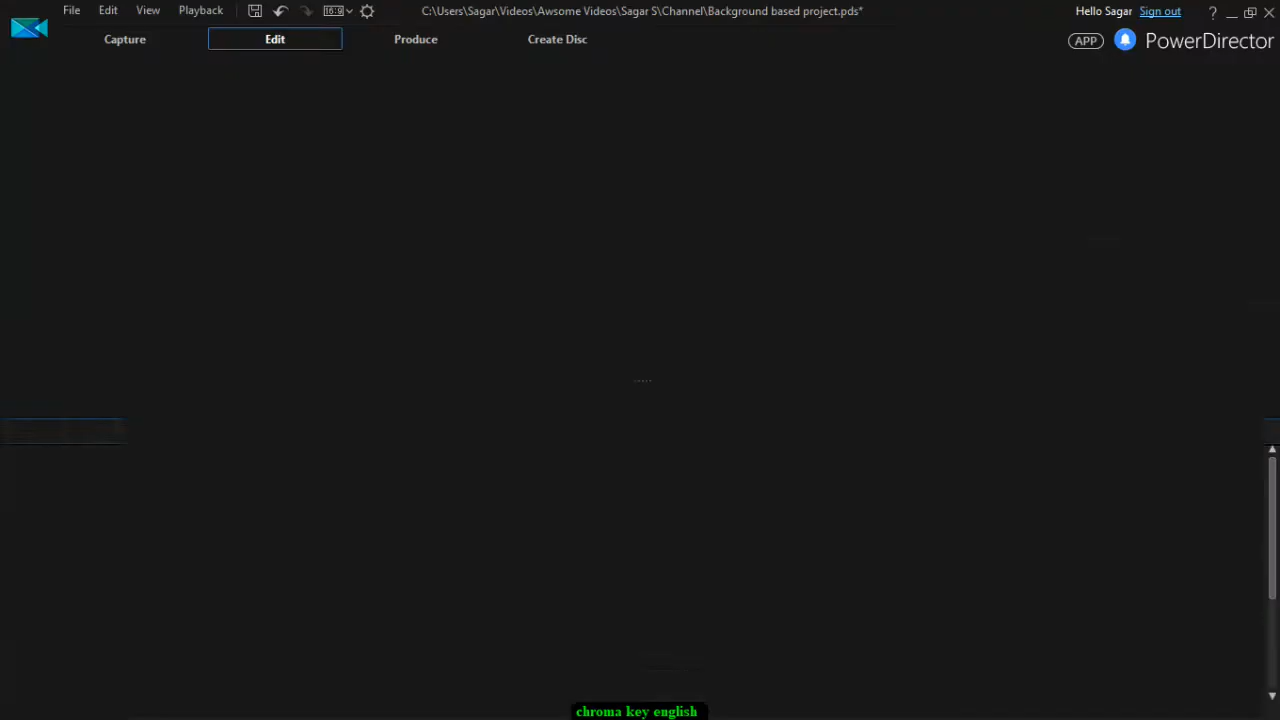 File Edit View Playback 16:9 C:\Users\Sagar\Videos\Awsome Videos\Sagar S\Channel\Background based project.pds* Hello Sagar Sign out ?
Capture Edit Produce Create Disc APP PowerDirector
chroma key english